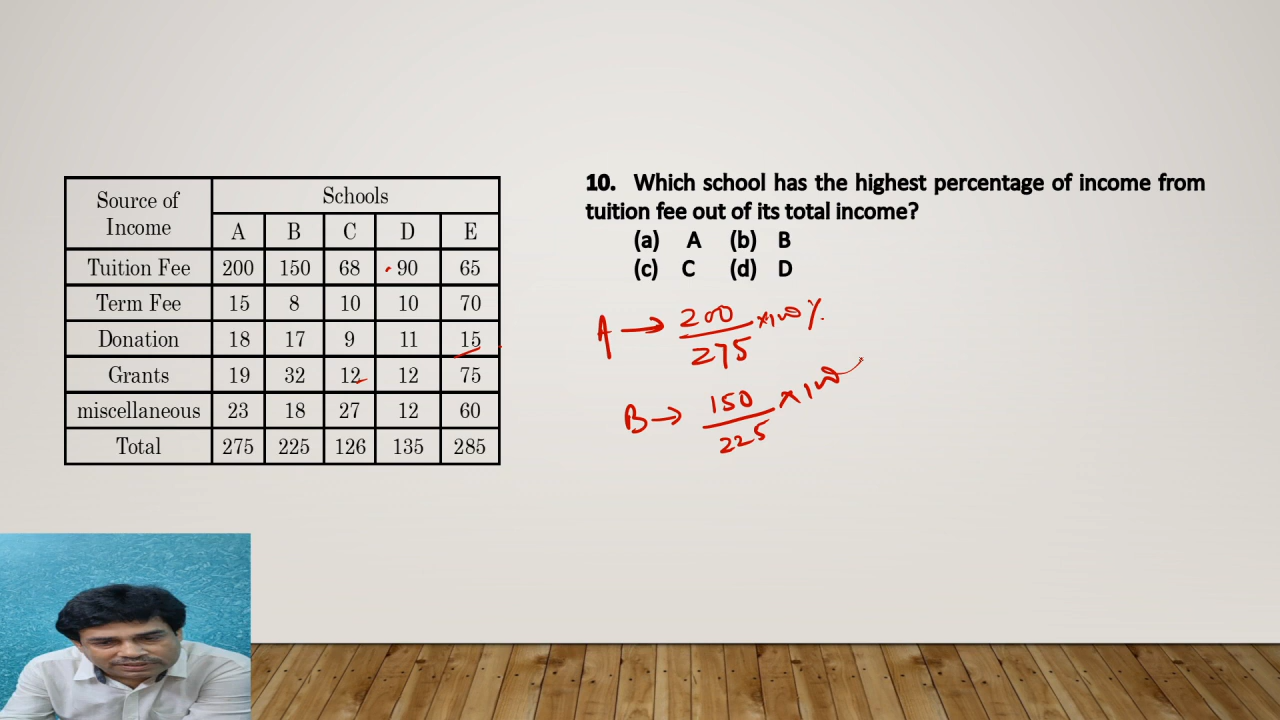 Source of Income Schools
A B C D E
Tuition Fee 200 150 68 90 65
Term Fee 15 8 10 10 70
Donation 18 17 9 11 15
Grants 19 32 12 12 75
miscellaneous 23 18 27 12 60
Total 275 225 126 135 285
10. Which school has the highest percentage of income from
tuition fee out of its total income?
(a) A (b) B
(c) C (d) D
A → 200/275 ×100%
B → 150/225 ×100